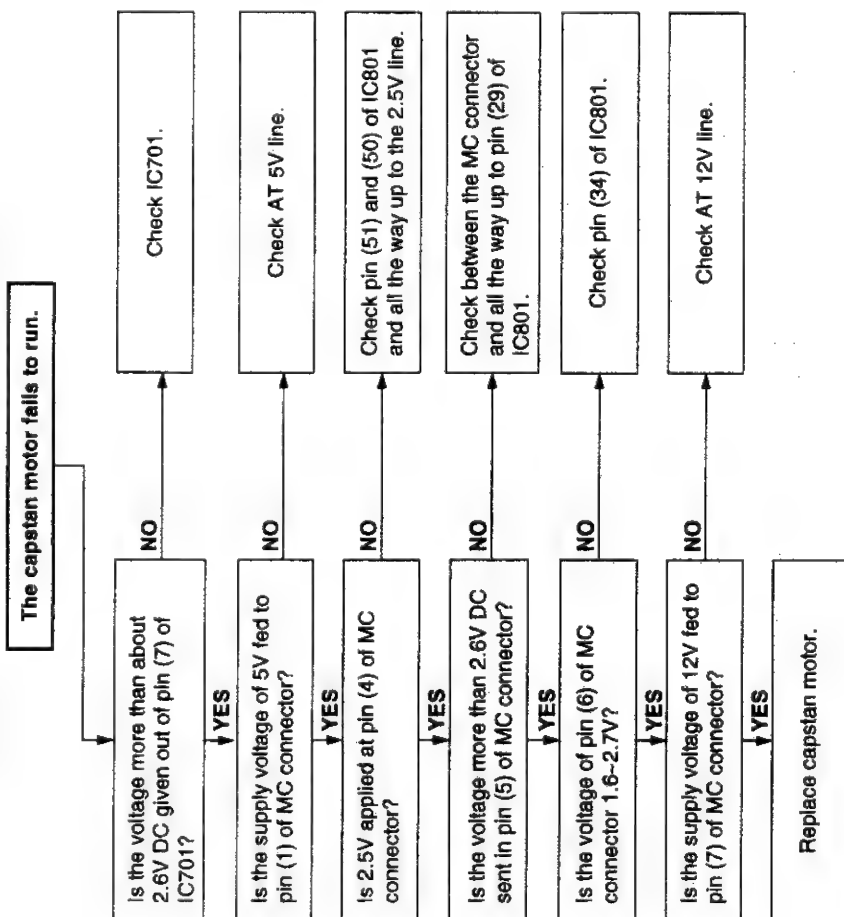 The capstan motor fails to run.
Is the voltage more than about
2.6V DC given out of pin (7) of
IC701?
NO
Check IC701.
YES
Is the supply voltage of 5V fed to
pin (1) of MC connector?
NO
Check AT 5V line.
YES
Is 2.5V applied at pin (4) of MC
connector?
NO
Check pin (51) and (50) of IC801
and all the way up to the 2.5V line.
YES
Is the voltage more than 2.6V DC
sent in pin (5) of MC connector?
NO
Check between the MC connector
and all the way up to pin (29) of
IC801.
YES
Is the voltage of pin (6) of MC
connector 1.6~2.7V?
NO
Check pin (34) of IC801.
YES
Is the supply voltage of 12V fed to
pin (7) of MC connector?
NO
Check AT 12V line.
YES
Replace capstan motor.